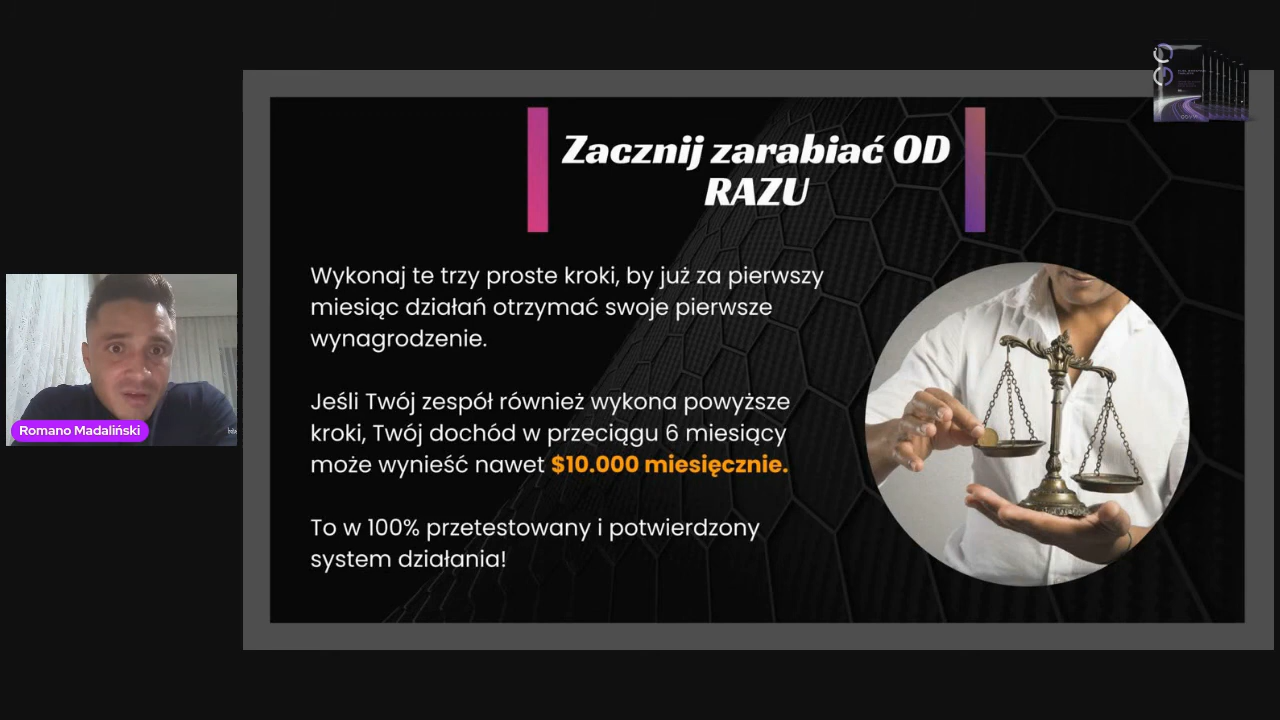 Zacznij zarabiać OD
RAZU
Wykonaj te trzy proste kroki, by już za pierwszy
miesiąc działań otrzymać swoje pierwsze
wynagrodzenie.
Jeśli Twój zespół również wykona powyższe
kroki, Twój dochód w przeciągu 6 miesięcy
może wynieść nawet $10.000 miesięcznie.
To w 100% przetestowany i potwierdzony
system działania!
Romano Madaliński